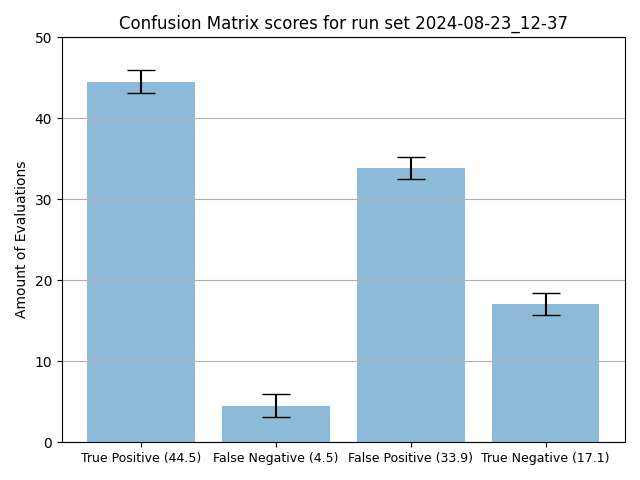 Confusion Matrix scores for run set 2024-08-23_12-37
50
40
30
20
10
0
Amount of Evaluations
True Positive (44.5)
False Negative (4.5)
False Positive (33.9)
True Negative (17.1)